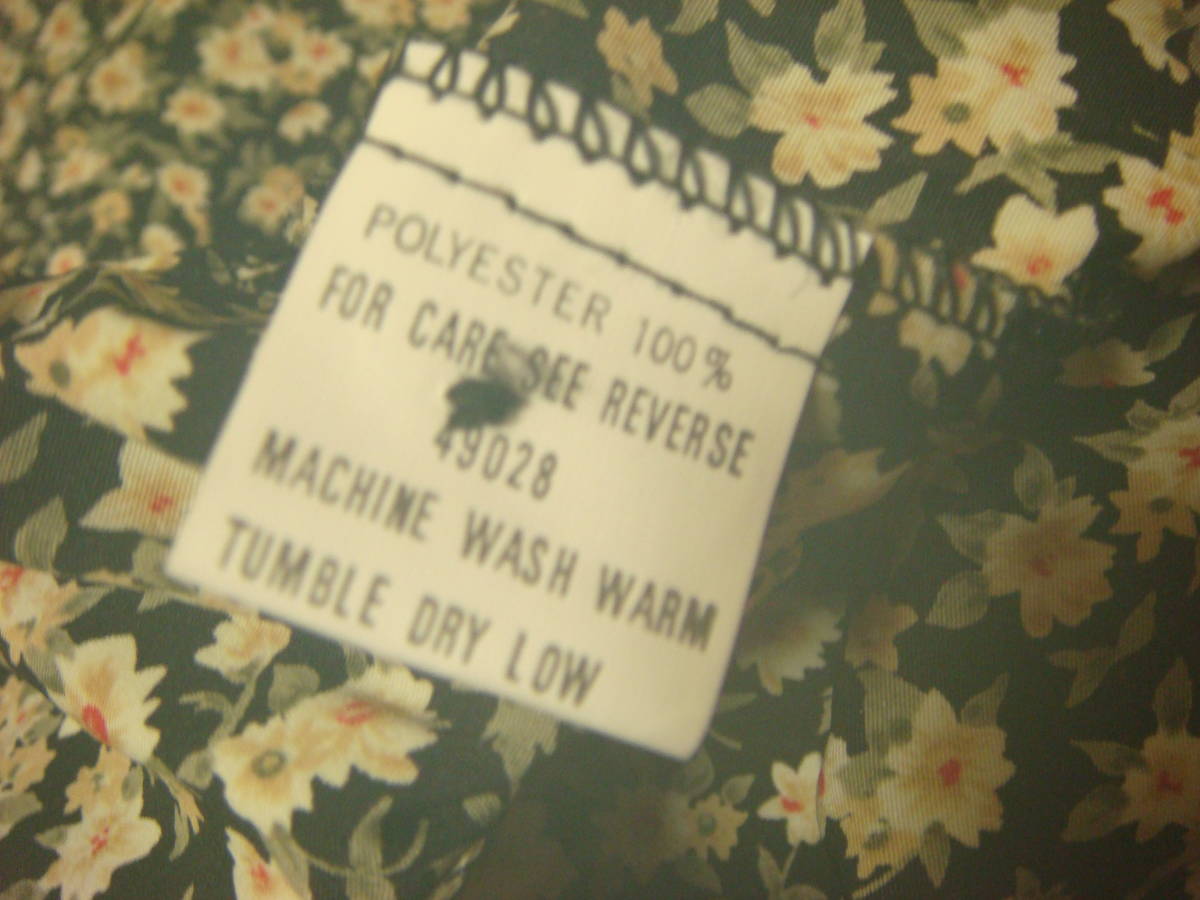 POLYESTER 100%
FOR CARE SEE REVERSE
49028
MACHINE WASH WARM
TUMBLE DRY LOW